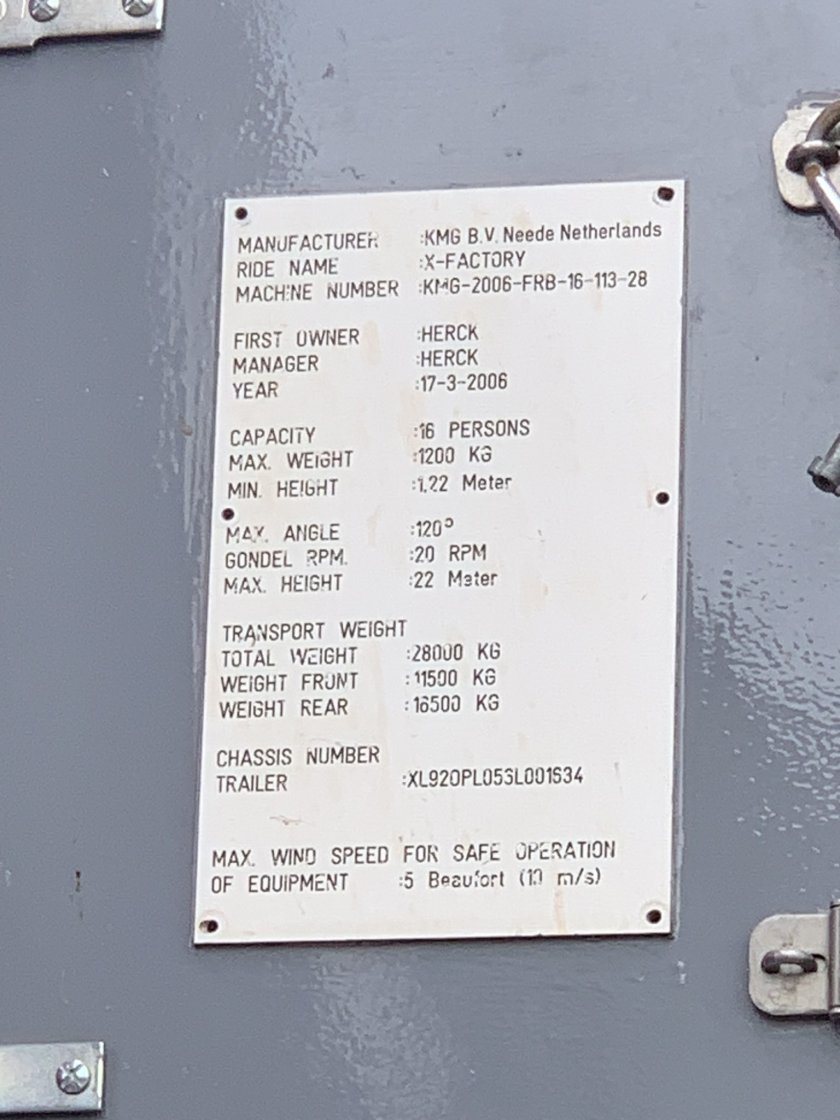 MANUFACTURER :KMG B.V. Neede Netherlands
RIDE NAME :X-FACTORY
MACHINE NUMBER :KMG-2006-FRB-16-113-28
FIRST OWNER :HERCK
MANAGER :HERCK
YEAR :17-3-2006
CAPACITY :16 PERSONS
MAX. WEIGHT :1200 KG
MIN. HEIGHT :1,22 Meter
MAX. ANGLE :120°
GONDEL RPM. :20 RPM
MAX. HEIGHT :22 Meter
TRANSPORT WEIGHT
TOTAL WEIGHT :28000 KG
WEIGHT FRONT :11500 KG
WEIGHT REAR :16500 KG
CHASSIS NUMBER
TRAILER
MAX. WIND SPEED FOR SAFE OPERATION
OF EQUIPMENT :5 Beaufort (10 m/s)